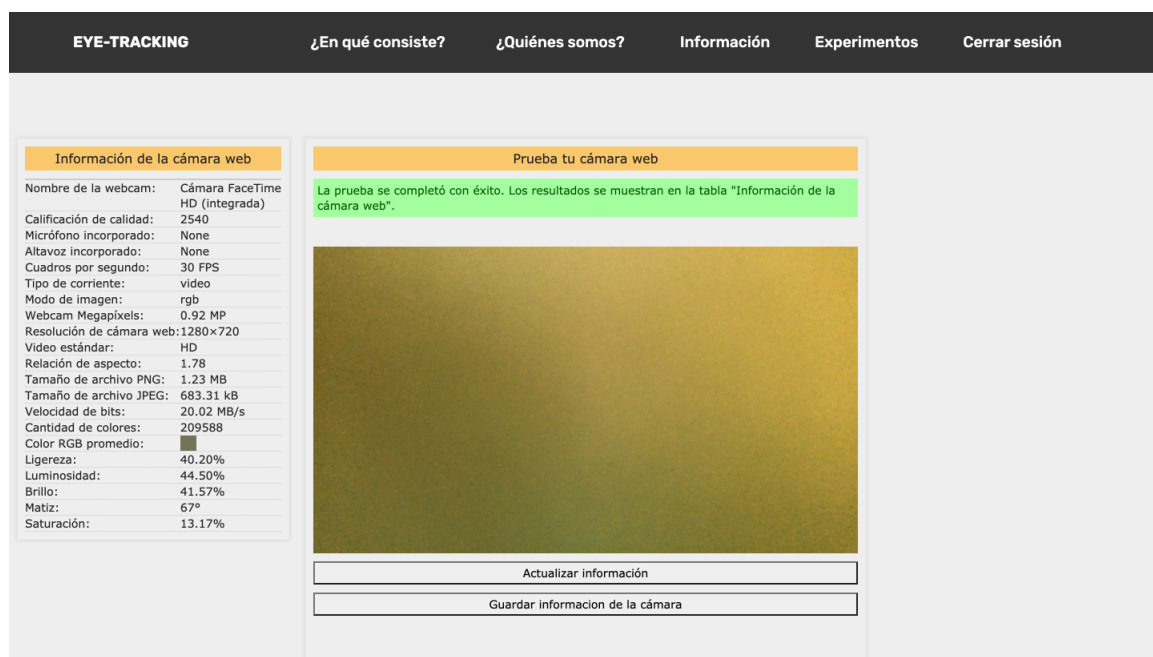 EYE-TRACKING ¿En qué consiste? ¿Quiénes somos? Información Experimentos Cerrar sesión
Información de la cámara web
Nombre de la webcam: Cámara FaceTime
HD (integrada)
Calificación de calidad: 2540
Micrófono incorporado: None
Altavoz incorporado: None
Cuadros por segundo: 30 FPS
Tipo de corriente: video
Modo de imagen: rgb
Webcam Megapíxels: 0.92 MP
Resolución de cámara web: 1280×720
Video estándar: HD
Relación de aspecto: 1.78
Tamaño de archivo PNG: 1.23 MB
Tamaño de archivo JPEG: 683.31 kB
Velocidad de bits: 20.02 MB/s
Cantidad de colores: 209588
Color RGB promedio:
Ligereza: 40.20%
Luminosidad: 44.50%
Brillo: 41.57%
Matiz: 67°
Saturación: 13.17%
Prueba tu cámara web
La prueba se completó con éxito. Los resultados se muestran en la tabla "Información de la
cámara web".
Actualizar información
Guardar informacion de la cámara